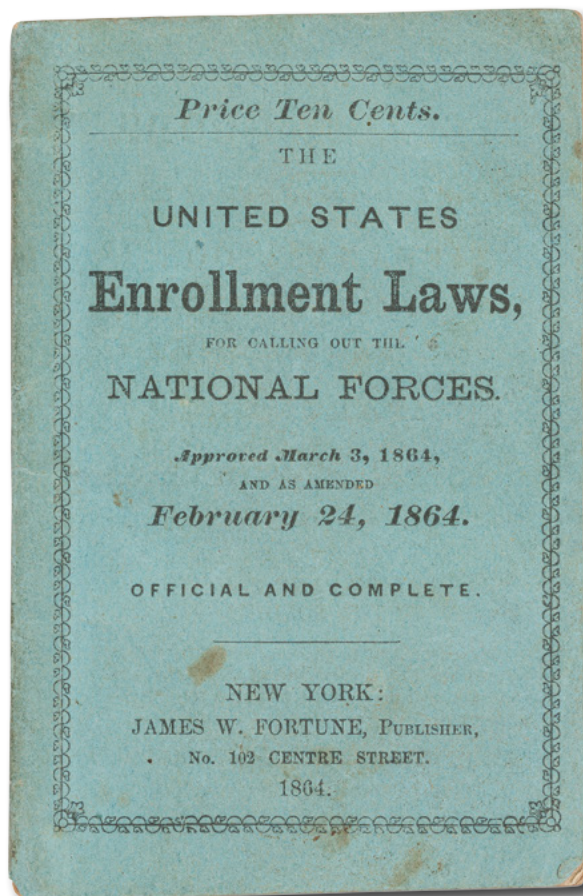 Price Ten Cents.
THE
UNITED STATES
Enrollment Laws,
FOR CALLING OUT THE
NATIONAL FORCES.
Approved March 3, 1864,
AND AS AMENDED
February 24, 1864.
OFFICIAL AND COMPLETE.
NEW YORK:
JAMES W. FORTUNE, PUBLISHER,
No. 102 CENTRE STREET.
1864.